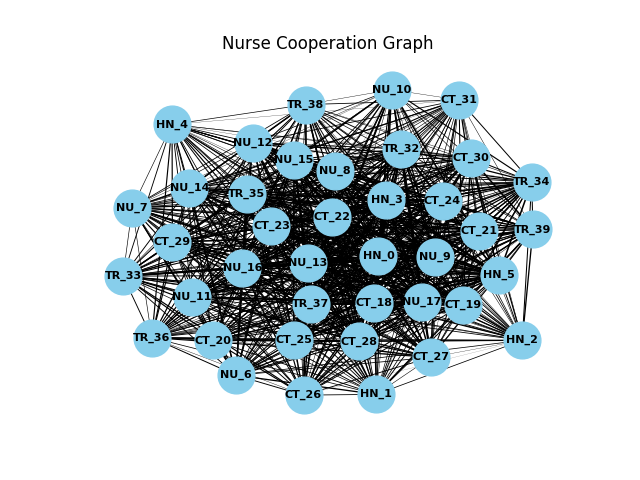 Nurse Cooperation Graph
NU_10
CT_31
TR_38
HN_4
NU_12
TR_32
CT_30
NU_15
NU_8
TR_34
NU_14
TR_35
HN_3
CT_24
NU_7
CT_22
CT_23
TR_39
CT_21
CT_29
HN_0
NU_9
NU_13
NU_16
HN_5
TR_33
NU_11
TR_37
CT_18
NU_17
CT_19
TR_36
CT_20
CT_25
CT_28
HN_2
CT_27
NU_6
CT_26
HN_1